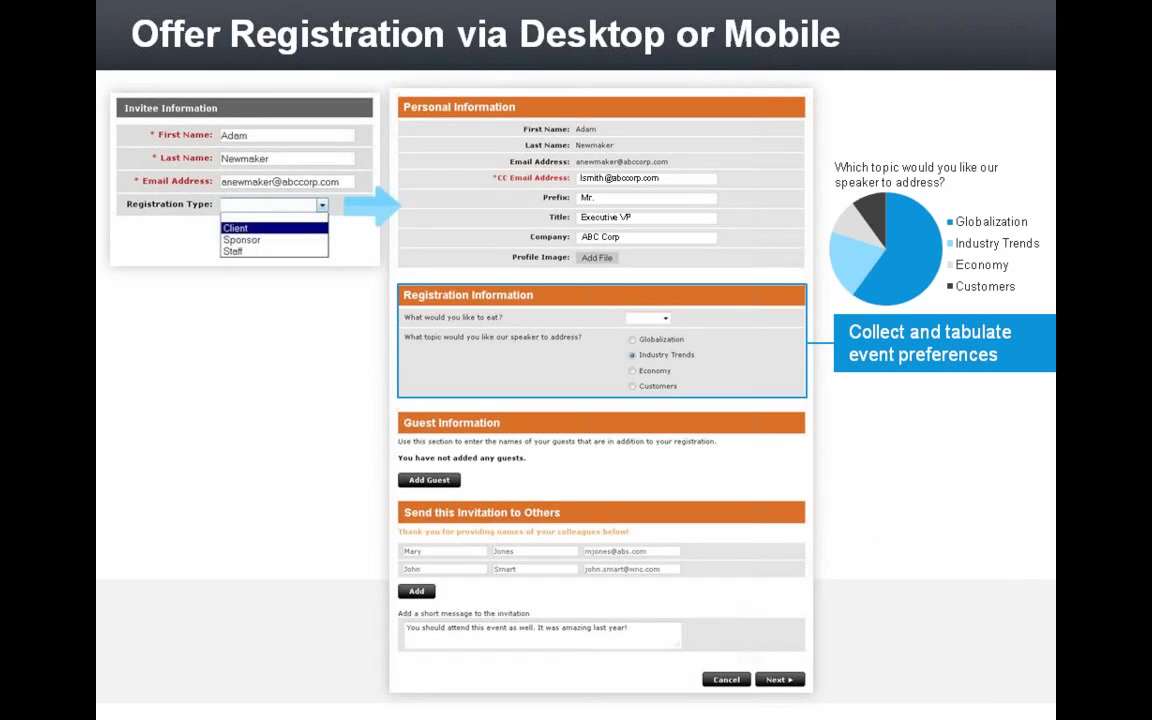 Offer Registration via Desktop or Mobile
Invitee Information
* First Name: Adam
* Last Name: Newmaker
* Email Address: anewmaker@abccorp.com
Registration Type:
Client
Sponsor
Staff
Personal Information
First Name: Adam
Last Name: Newmaker
Email Address: anewmaker@abccorp.com
*CC Email Address: lsmith@abccorp.com
Prefix: Mr.
Title: Executive VP
Company: ABC Corp
Profile Image: Add File
Registration Information
What would you like to eat?
What topic would you like our speaker to address?
Globalization
Industry Trends
Economy
Customers
Guest Information
Use this section to enter the names of your guests that are in addition to your registration.
You have not added any guests.
Add Guest
Send this Invitation to Others
Thank you for providing names of your colleagues below!
Mary Jones mjones@abs.com
John Smart john.smart@wnc.com
Add
Add a short message to the invitation
You should attend this event as well. It was amazing last year!
Cancel Next ►
Which topic would you like our
speaker to address?
Globalization
Industry Trends
Economy
Customers
Collect and tabulate
event preferences